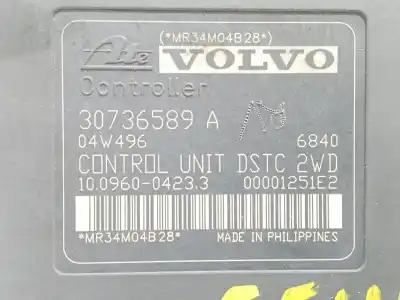 (*MR34M04B28*)
Ate VOLVO
Controller
30736589 A
04W496 6840
CONTROL UNIT DSTC 2WD
10.0960-0423.3 00001251E2
*MR34M04B28* MADE IN PHILIPPINES